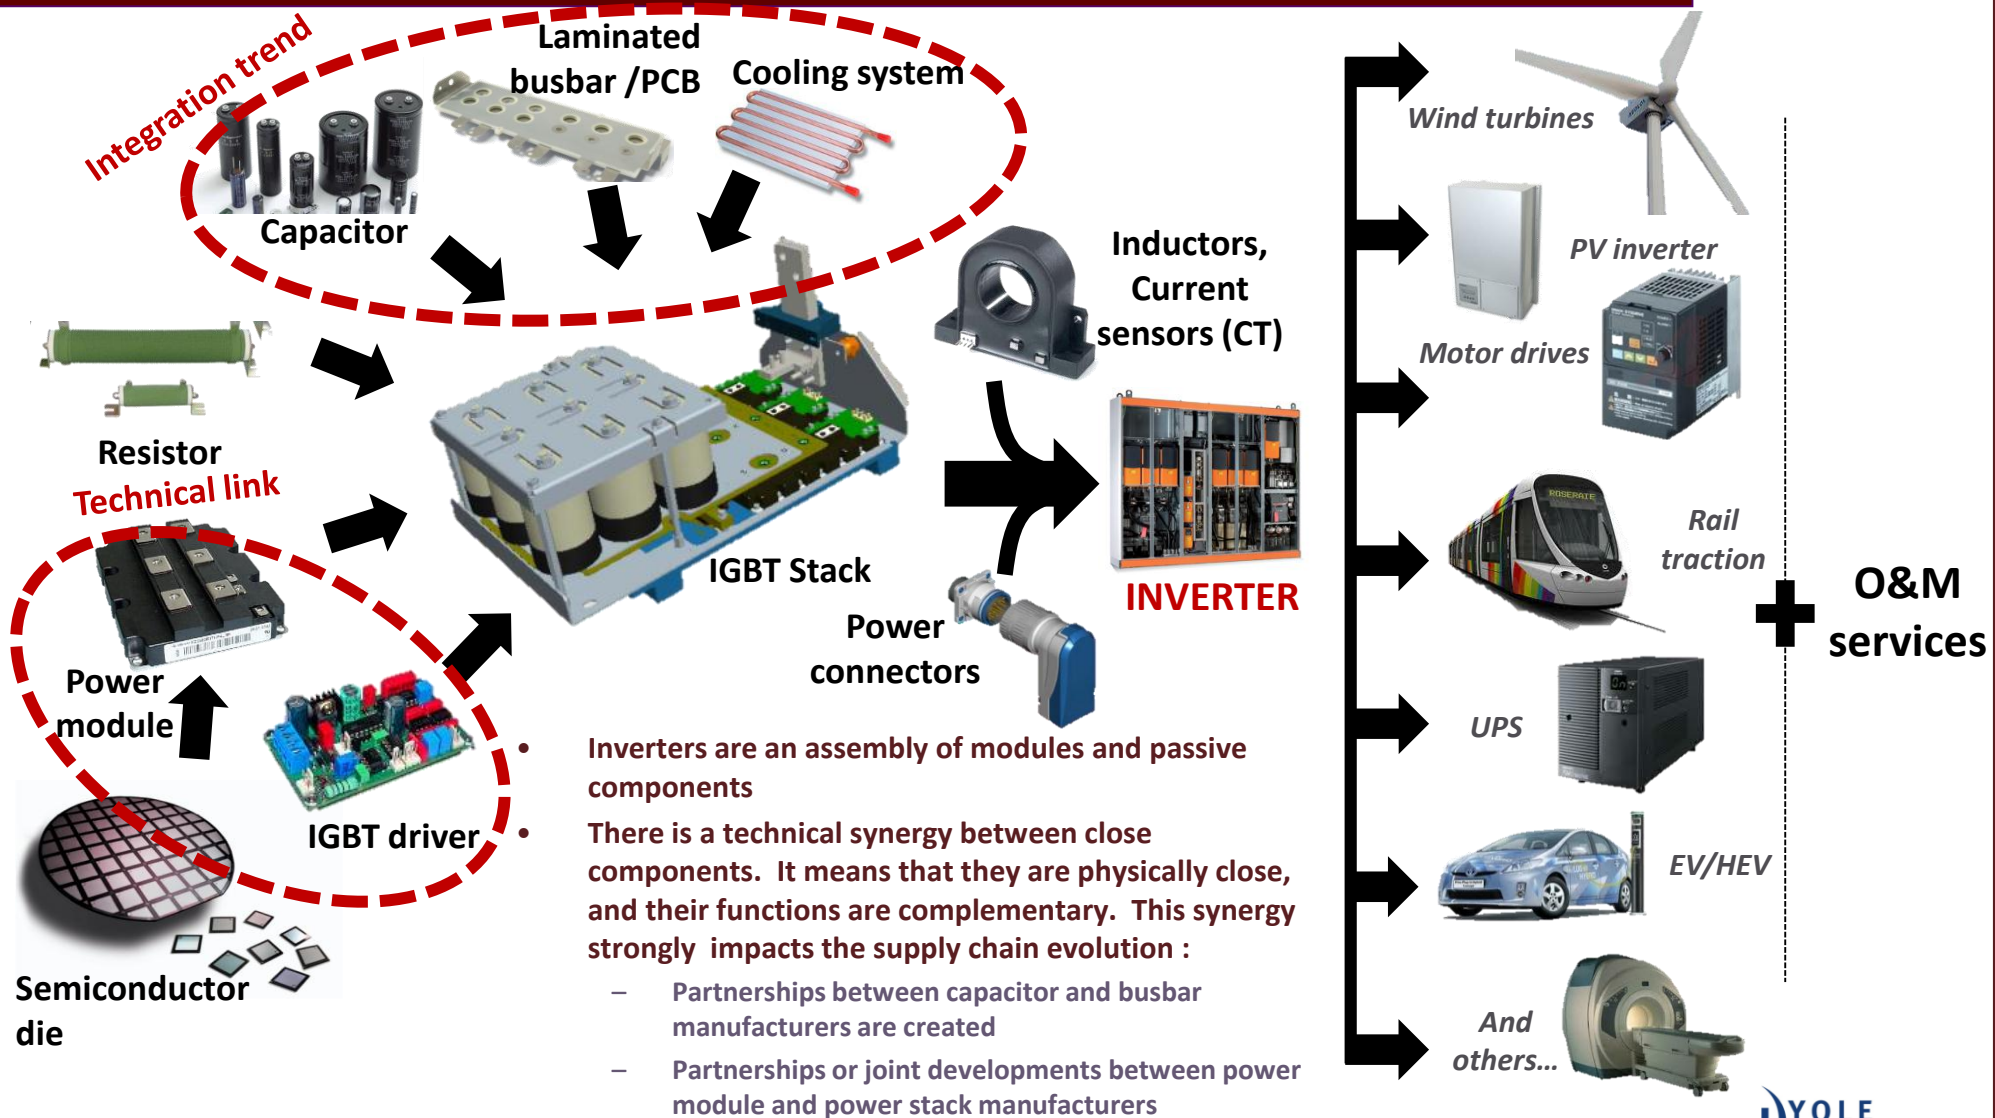 Integration trend
Laminated
busbar /PCB
Cooling system
Capacitor
Resistor
Technical link
Power
module
IGBT driver
Semiconductor
die
IGBT Stack
Inductors,
Current
sensors (CT)
INVERTER
Power
connectors
• Inverters are an assembly of modules and passive
components
• There is a technical synergy between close
components. It means that they are physically close,
and their functions are complementary. This synergy
strongly impacts the supply chain evolution :
– Partnerships between capacitor and busbar
manufacturers are created
– Partnerships or joint developments between power
module and power stack manufacturers
Wind turbines
PV inverter
Motor drives
ROSERAIE
Rail
traction
UPS
EV/HEV
And
others...
O&M
services
YOLE